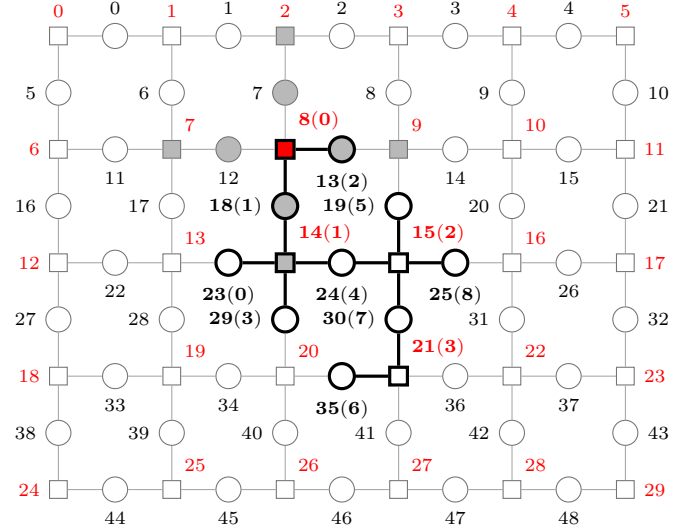 0 0 1 1 2 2 3 3 4 4 5
5 6 7 8 9 10
6 7 8(0) 9 10 11
11 12 13(2) 14 15
16 17 18(1) 19(5) 20 21
12 13 14(1) 15(2) 16 17
22 23(0) 24(4) 25(8) 26
27 28 29(3) 30(7) 31 32
18 19 20 21(3) 22 23
33 34 35(6) 36 37
38 39 40 41 42 43
24 25 26 27 28 29
44 45 46 47 48